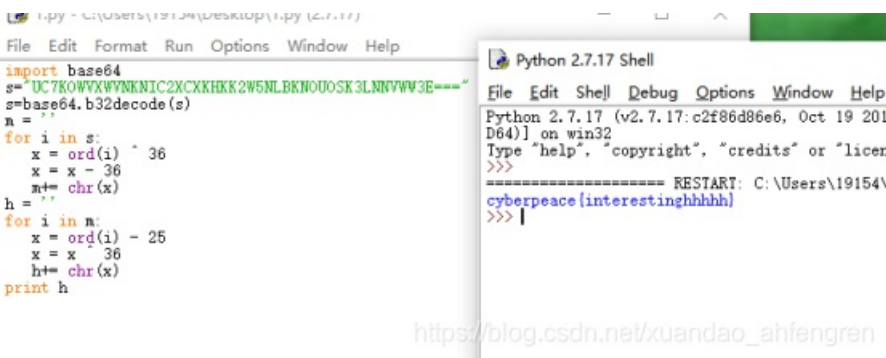 1.py - C:\Users\19154\Desktop\1.py (2.7.17)
File Edit Format Run Options Window Help
import base64
s="UC7KOWVXWVNKNIC2XCXKHKK2W5NLBKNOUOSK3LNNVWW3E==="
s=base64.b32decode(s)
m = ''
for i in s:
x = ord(i) ^ 36
x = x - 36
m+= chr(x)
h = ''
for i in m:
x = ord(i) - 25
x = x ^ 36
h+= chr(x)
print h
Python 2.7.17 Shell
File Edit Shell Debug Options Window Help
Python 2.7.17 (v2.7.17:c2f86d86e6, Oct 19 201
D64)] on win32
Type "help", "copyright", "credits" or "licen
>>>
===================== RESTART: C:\Users\19154\
cyberpeace{interestinghhhhh}
>>>
https://blog.csdn.net/xuandao_ahfengren